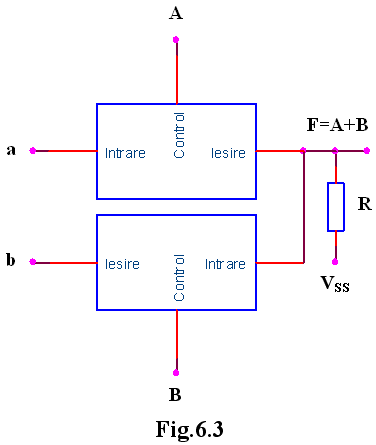 A
F=A+B
a
Intrare
Control
Iesire
R
b
Iesire
Control
Intrare
VSS
B
Fig.6.3